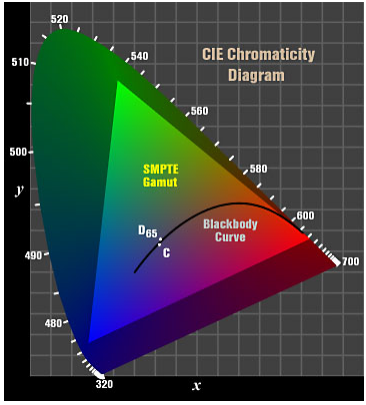 520
540
CIE Chromaticity
Diagram
510
560
500
580
SMPTE
Gamut
y
600
D65
Blackbody
Curve
C
490
700
480
320
x